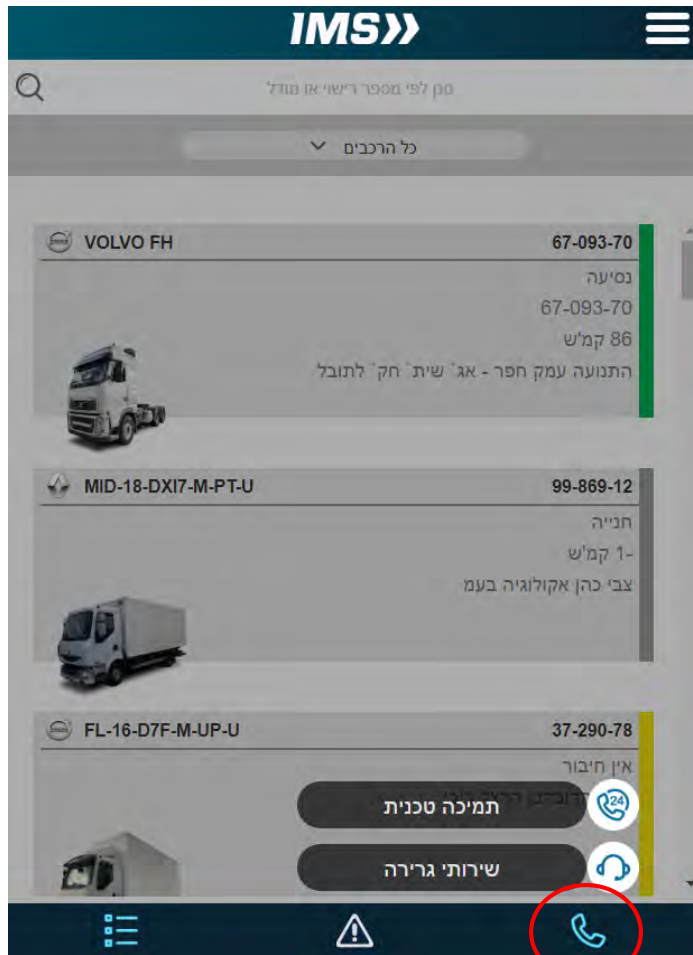 IMS
סנן לפי מספר רישוי או מודל
כל הרכבים
VOLVO FH 67-093-70
נסיעה
67-093-70
86 קמ'ש
התנועה עמק חפר - אג` שית` חק` לתובל
MID-18-DXI7-M-PT-U 99-869-12
חנייה
-1 קמ'ש
צבי כהן אקולוגיה בעמ
FL-16-D7F-M-UP-U 37-290-78
אין חיבור
תמיכה טכנית
24
שירותי גרירה